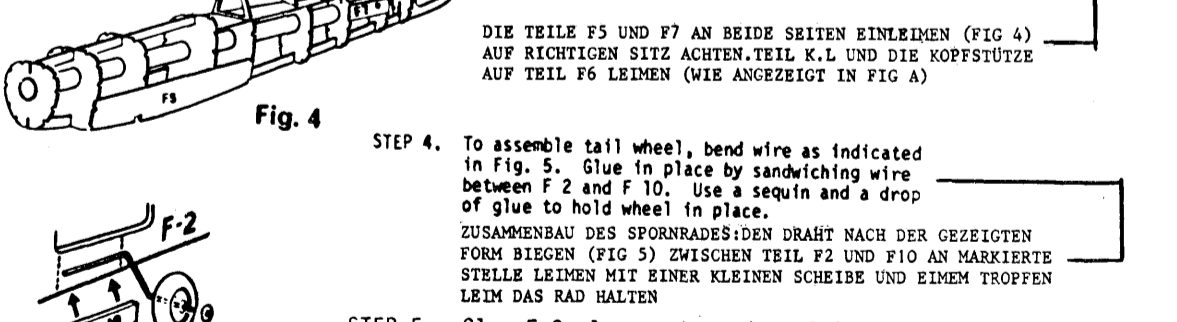 DIE TEILE F5 UND F7 AN BEIDE SEITEN EINLEIMEN (FIG 4)
AUF RICHTIGEN SITZ ACHTEN.TEIL K.L UND DIE KOPFSTÜTZE
AUF TEIL F6 LEIMEN (WIE ANGEZEIGT IN FIG A)
F5
Fig. 4
STEP 4. To assemble tail wheel, bend wire as indicated
in Fig. 5. Glue in place by sandwiching wire
between F 2 and F 10. Use a sequin and a drop
of glue to hold wheel in place.
ZUSAMMENBAU DES SPORNRADES:DEN DRAHT NACH DER GEZEIGTEN
FORM BIEGEN (FIG 5) ZWISCHEN TEIL F2 UND F10 AN MARKIERTE
STELLE LEIMEN MIT EINER KLEINEN SCHEIBE UND EIMEM TROPFEN
LEIM DAS RAD HALTEN
F-2